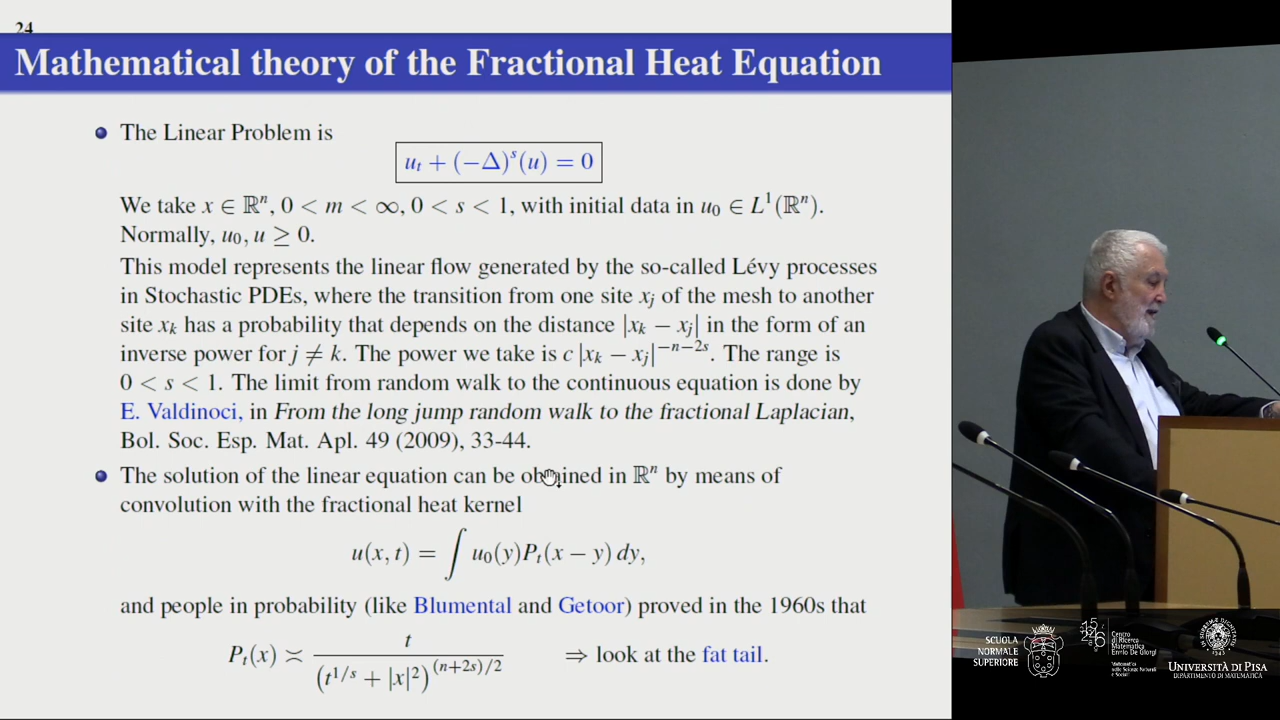 24
Mathematical theory of the Fractional Heat Equation
The Linear Problem is
u_t + (−Δ)^s(u) = 0
We take x ∈ ℝ^n, 0 < m < ∞, 0 < s < 1, with initial data in u_0 ∈ L^1(ℝ^n).
Normally, u_0, u ≥ 0.
This model represents the linear flow generated by the so-called Lévy processes
in Stochastic PDEs, where the transition from one site x_j of the mesh to another
site x_k has a probability that depends on the distance |x_k − x_j| in the form of an
inverse power for j ≠ k. The power we take is c |x_k − x_j|^{−n−2s}. The range is
0 < s < 1. The limit from random walk to the continuous equation is done by
E. Valdinoci, in From the long jump random walk to the fractional Laplacian,
Bol. Soc. Esp. Mat. Apl. 49 (2009), 33-44.
The solution of the linear equation can be obtained in ℝ^n by means of
convolution with the fractional heat kernel
u(x, t) = ∫ u_0(y)P_t(x − y) dy,
and people in probability (like Blumental and Getoor) proved in the 1960s that
P_t(x) ≍ t / (t^{1/s} + |x|^2)^{(n+2s)/2} ⇒ look at the fat tail.
SCUOLA
NORMALE
SUPERIORE
Centro
di Ricerca
Matematica
Ennio De Giorgi
UNIVERSITÀ DI PISA
DIPARTIMENTO DI MATEMATICA